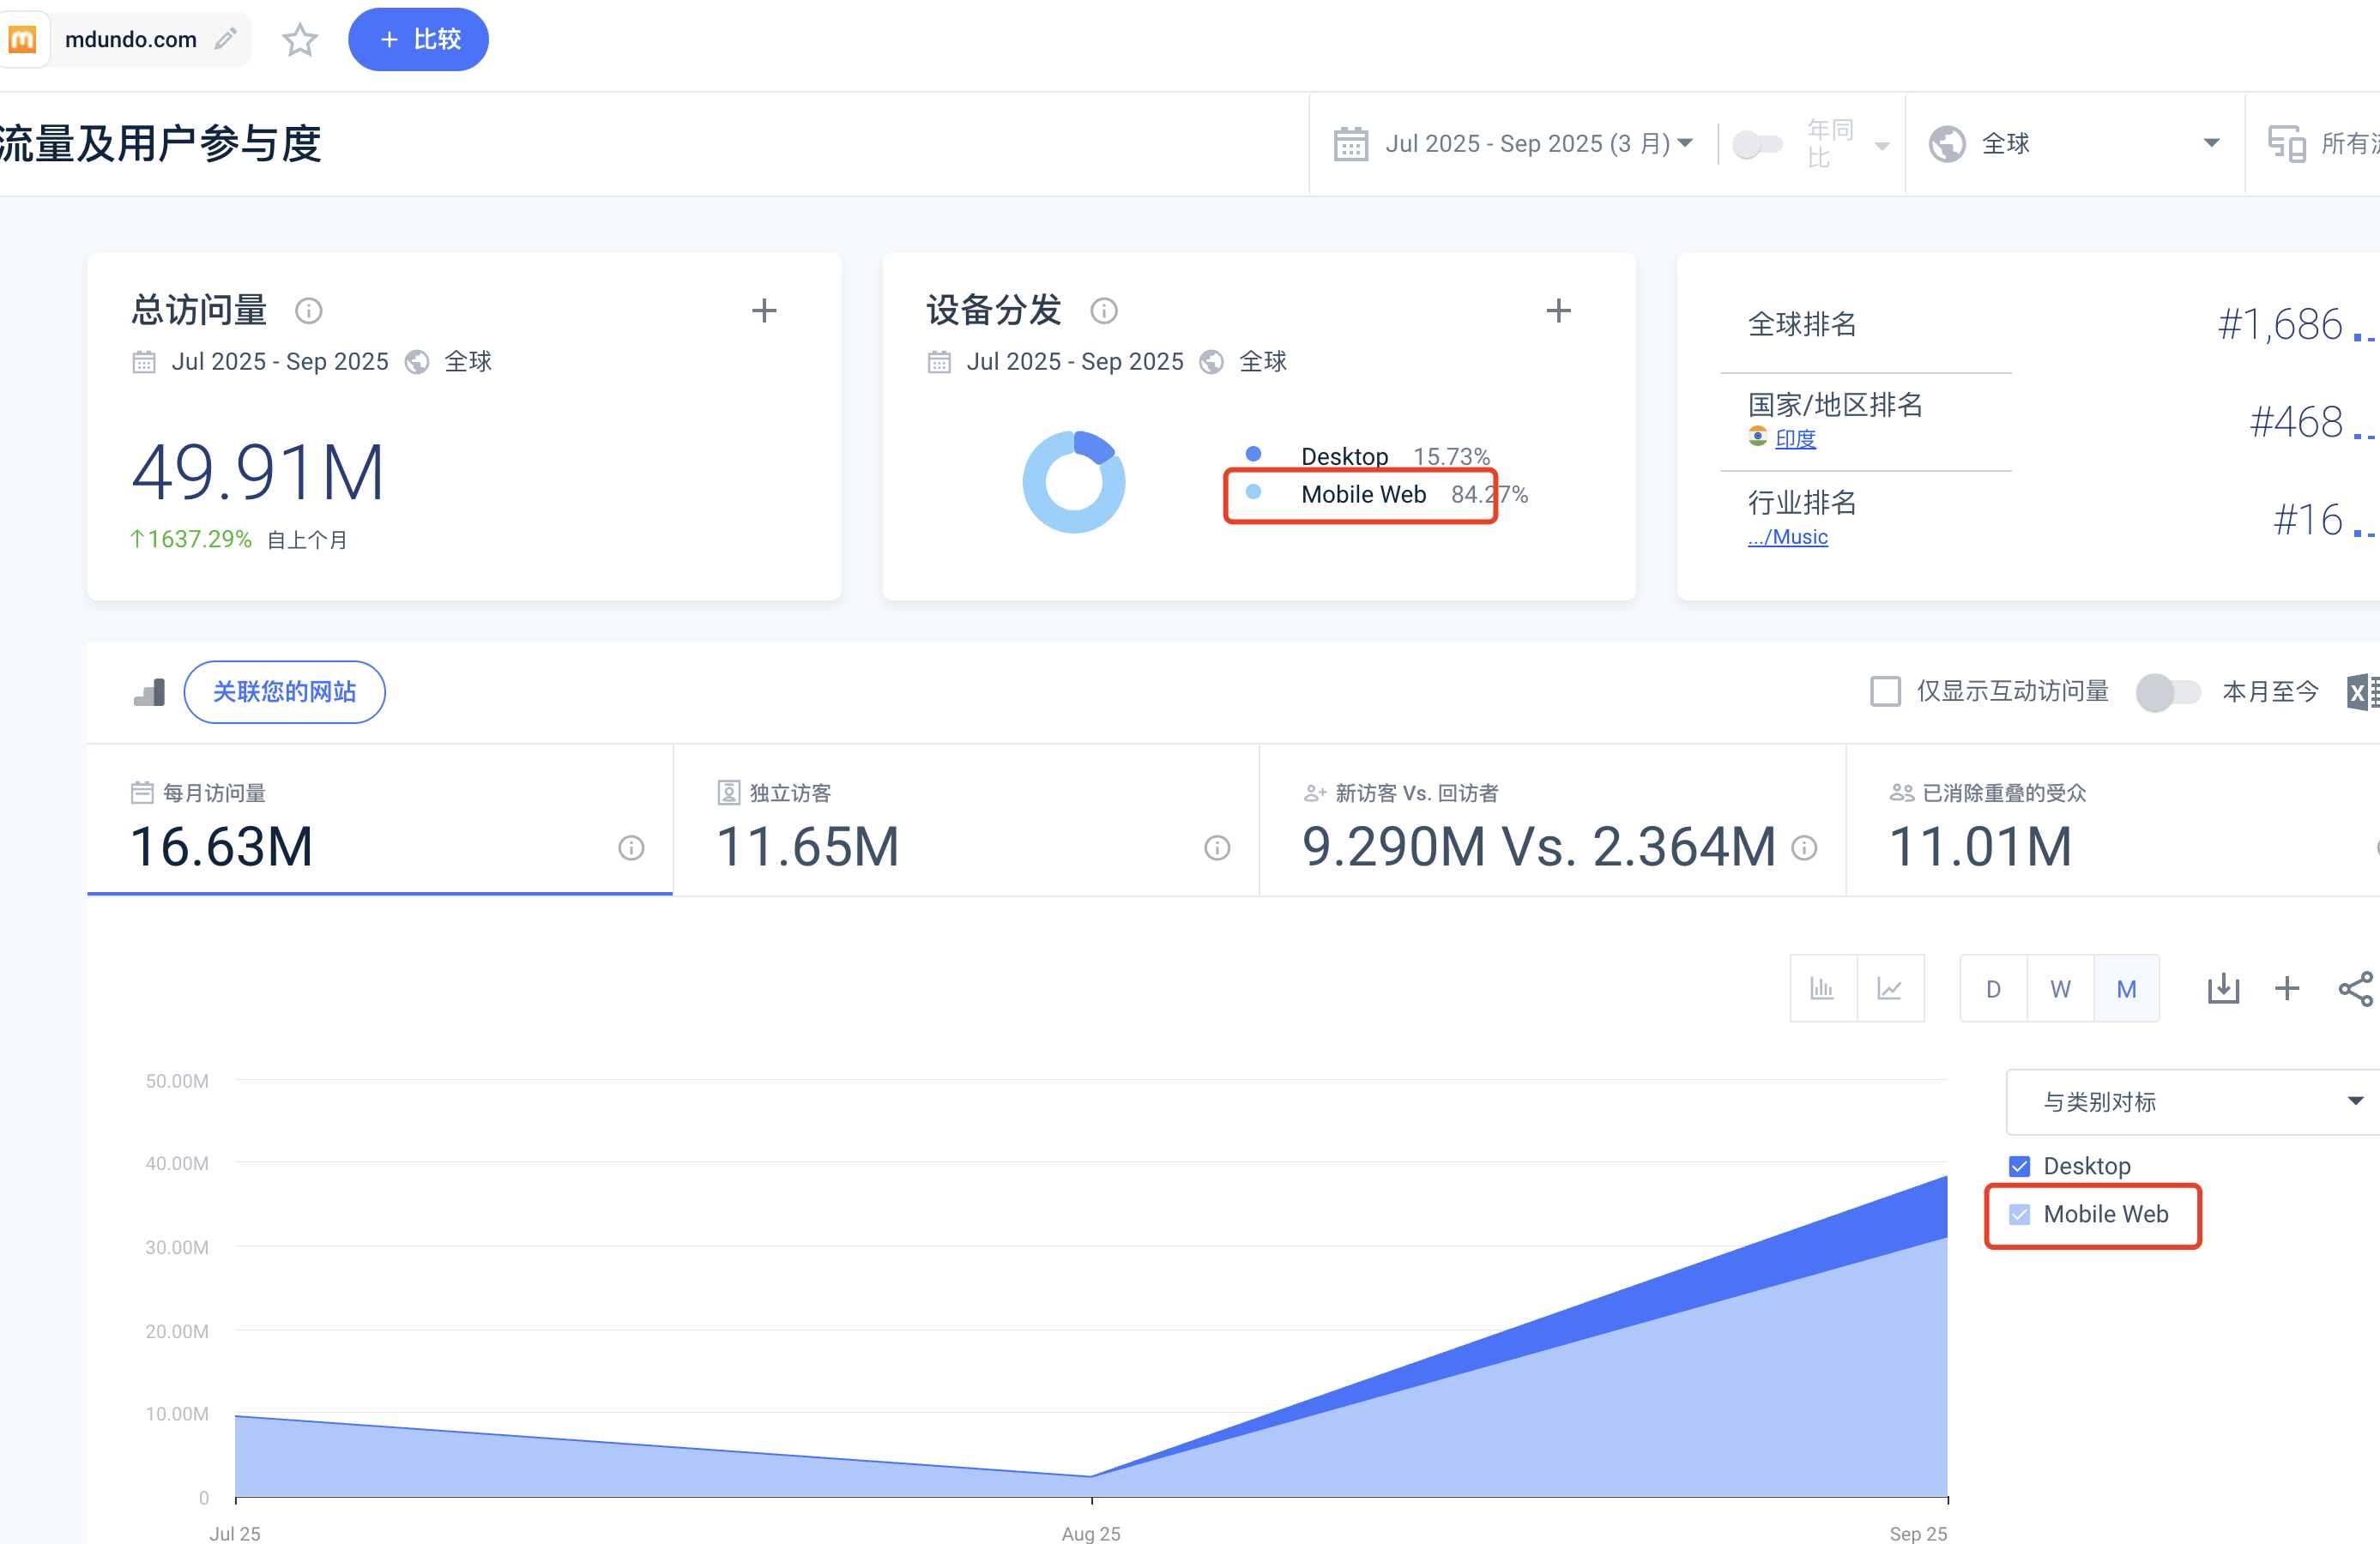 mdundo.com
+ 比较
流量及用户参与度
Jul 2025 - Sep 2025 (3 月)
年同比
全球
所有
总访问量
Jul 2025 - Sep 2025 全球
49.91M
↑1637.29% 自上个月
设备分发
Jul 2025 - Sep 2025 全球
Desktop 15.73%
Mobile Web 84.27%
全球排名
#1,686
国家/地区排名
印度
#468
行业排名
.../Music
#16
关联您的网站
仅显示互动访问量
本月至今
每月访问量
16.63M
独立访客
11.65M
新访客 Vs. 回访者
9.290M Vs. 2.364M
已消除重叠的受众
11.01M
D W M
50.00M
40.00M
30.00M
20.00M
10.00M
0
Jul 25
Aug 25
Sep 25
与类别对标
Desktop
Mobile Web